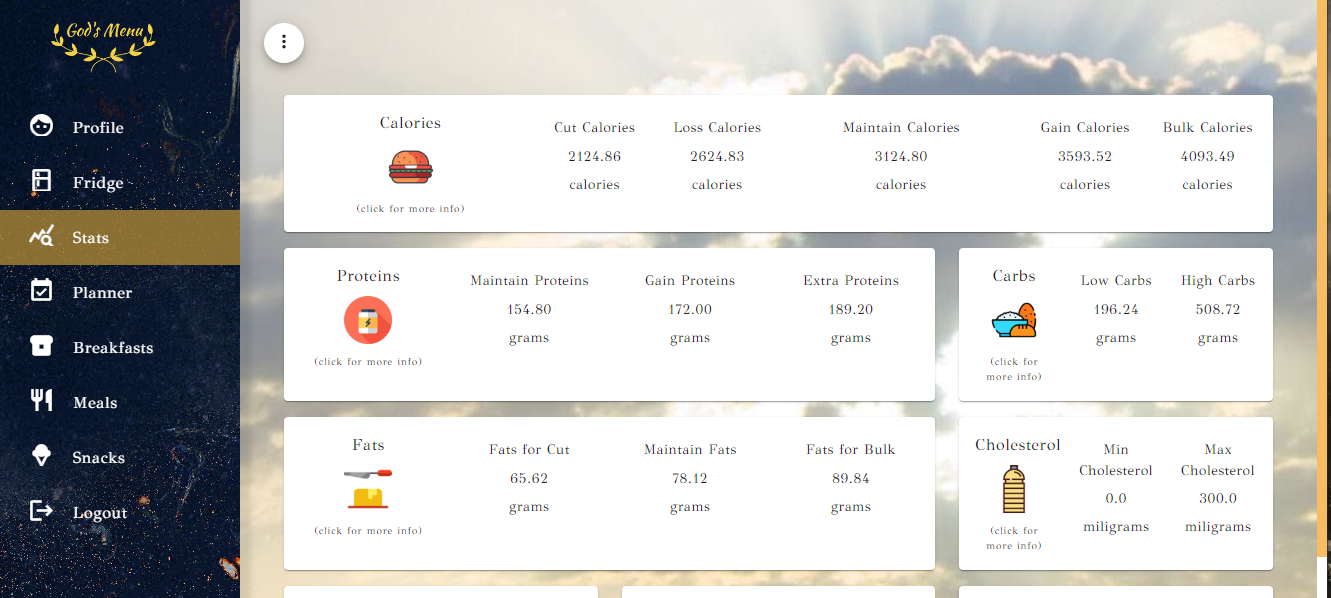 God's Menu
Profile
Fridge
Stats
Planner
Breakfasts
Meals
Snacks
Logout
Calories
(click for more info)
Cut Calories
2124.86
calories
Loss Calories
2624.83
calories
Maintain Calories
3124.80
calories
Gain Calories
3593.52
calories
Bulk Calories
4093.49
calories
Proteins
(click for more info)
Maintain Proteins
154.80
grams
Gain Proteins
172.00
grams
Extra Proteins
189.20
grams
Carbs
(click for
more info)
Low Carbs
196.24
grams
High Carbs
508.72
grams
Fats
(click for more info)
Fats for Cut
65.62
grams
Maintain Fats
78.12
grams
Fats for Bulk
89.84
grams
Cholesterol
(click for
more info)
Min
Cholesterol
0.0
miligrams
Max
Cholesterol
300.0
miligrams